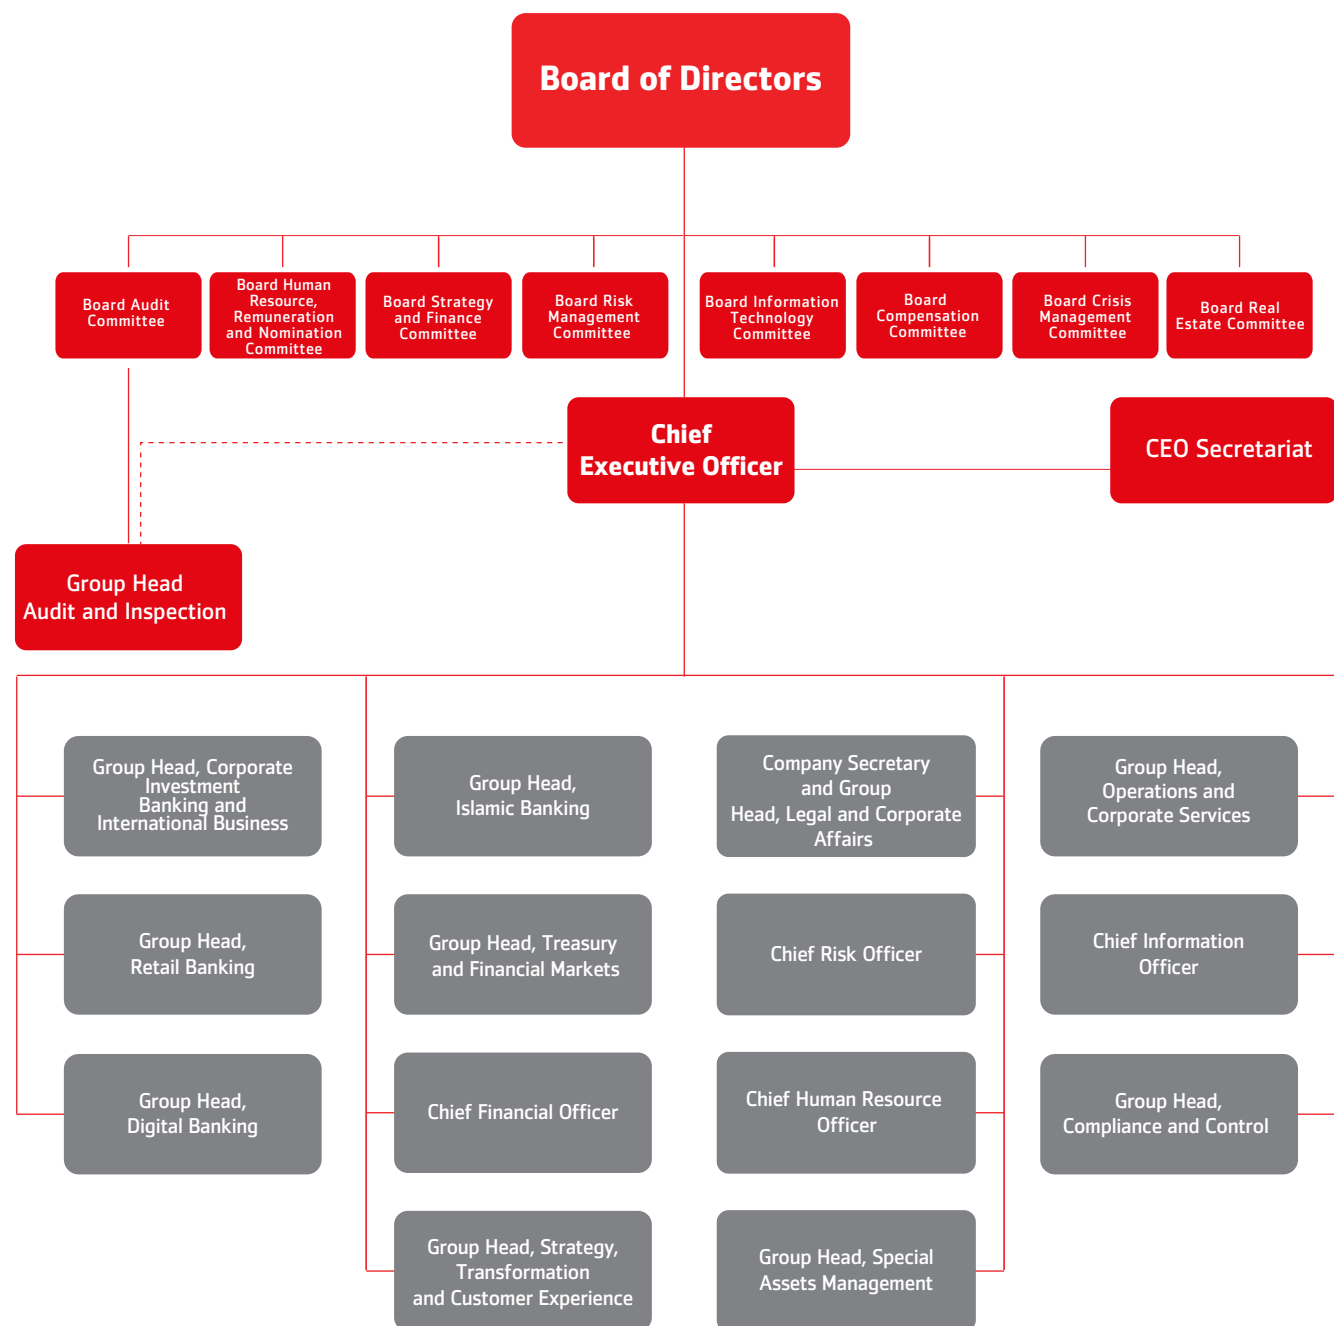 Board of Directors
Board Audit
Committee
Board Human
Resource,
Remuneration
and Nomination
Committee
Board Strategy
and Finance
Committee
Board Risk
Management
Committee
Board Information
Technology
Committee
Board
Compensation
Committee
Board Crisis
Management
Committee
Board Real
Estate Committee
Chief
Executive Officer
CEO Secretariat
Group Head
Audit and Inspection
Group Head, Corporate
Investment
Banking and
International Business
Group Head,
Islamic Banking
Company Secretary
and Group
Head, Legal and Corporate
Affairs
Group Head,
Operations and
Corporate Services
Group Head,
Retail Banking
Group Head, Treasury
and Financial Markets
Chief Risk Officer
Chief Information
Officer
Group Head,
Digital Banking
Chief Financial Officer
Chief Human Resource
Officer
Group Head,
Compliance and Control
Group Head, Strategy,
Transformation
and Customer Experience
Group Head, Special
Assets Management